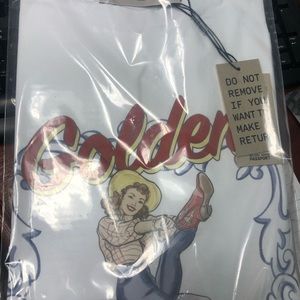 Golden
DO NOT
REMOVE
IF YOU
WANT TO
MAKE A
RETURN